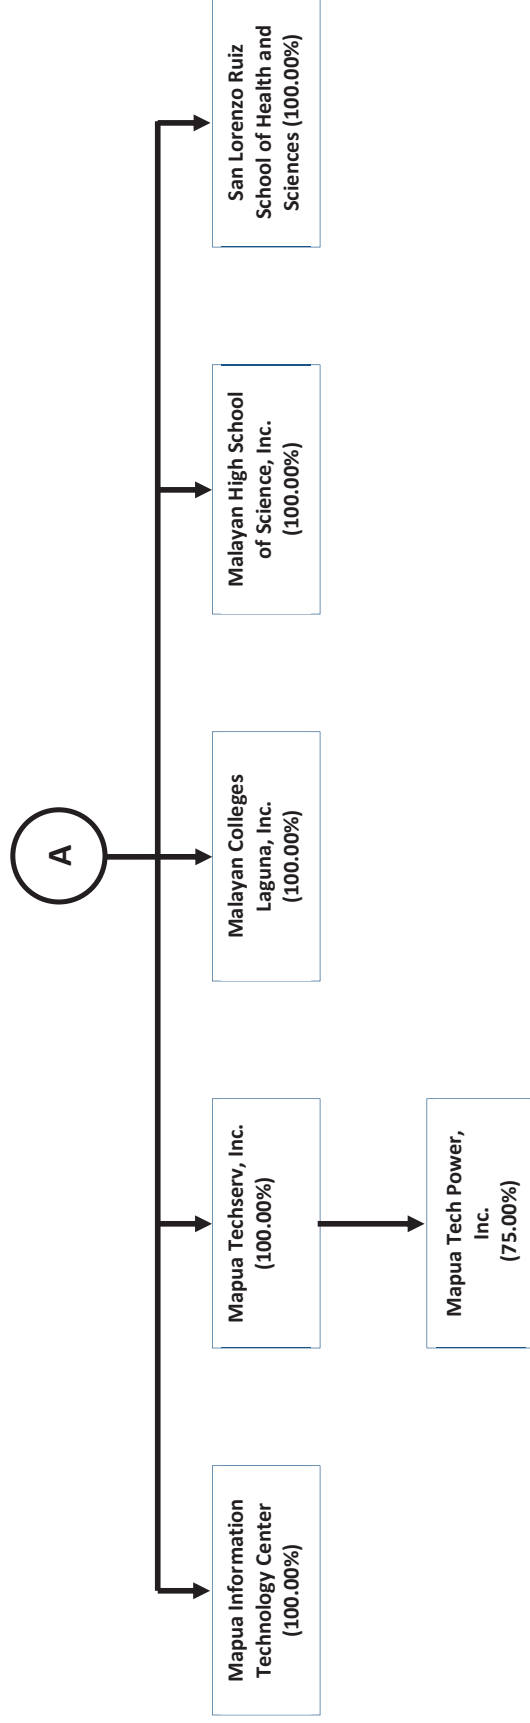 A
Mapua Information
Technology Center
(100.00%)
Mapua Techserv, Inc.
(100.00%)
Malayan Colleges
Laguna, Inc.
(100.00%)
Malayan High School
of Science, Inc.
(100.00%)
San Lorenzo Ruiz
School of Health and
Sciences (100.00%)
Mapua Tech Power,
Inc.
(75.00%)